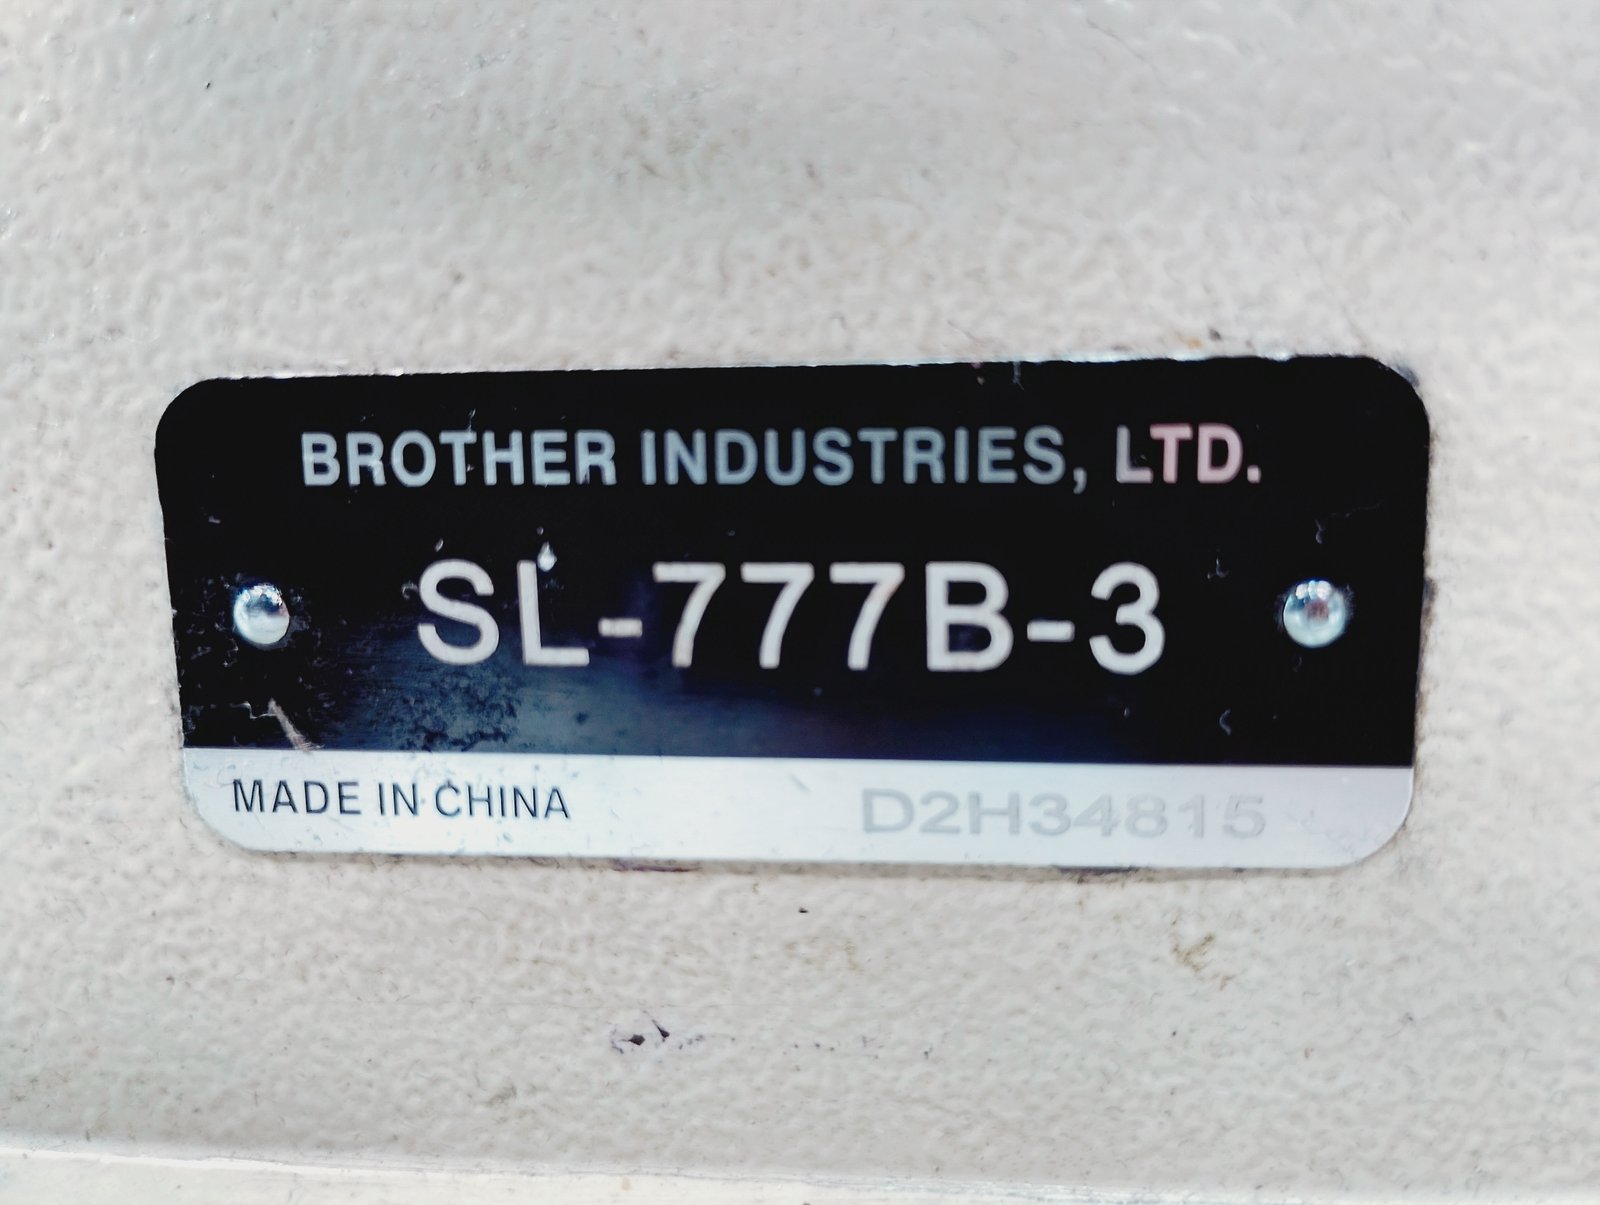 BROTHER INDUSTRIES, LTD.
SL-777B-3
MADE IN CHINA D2H34815